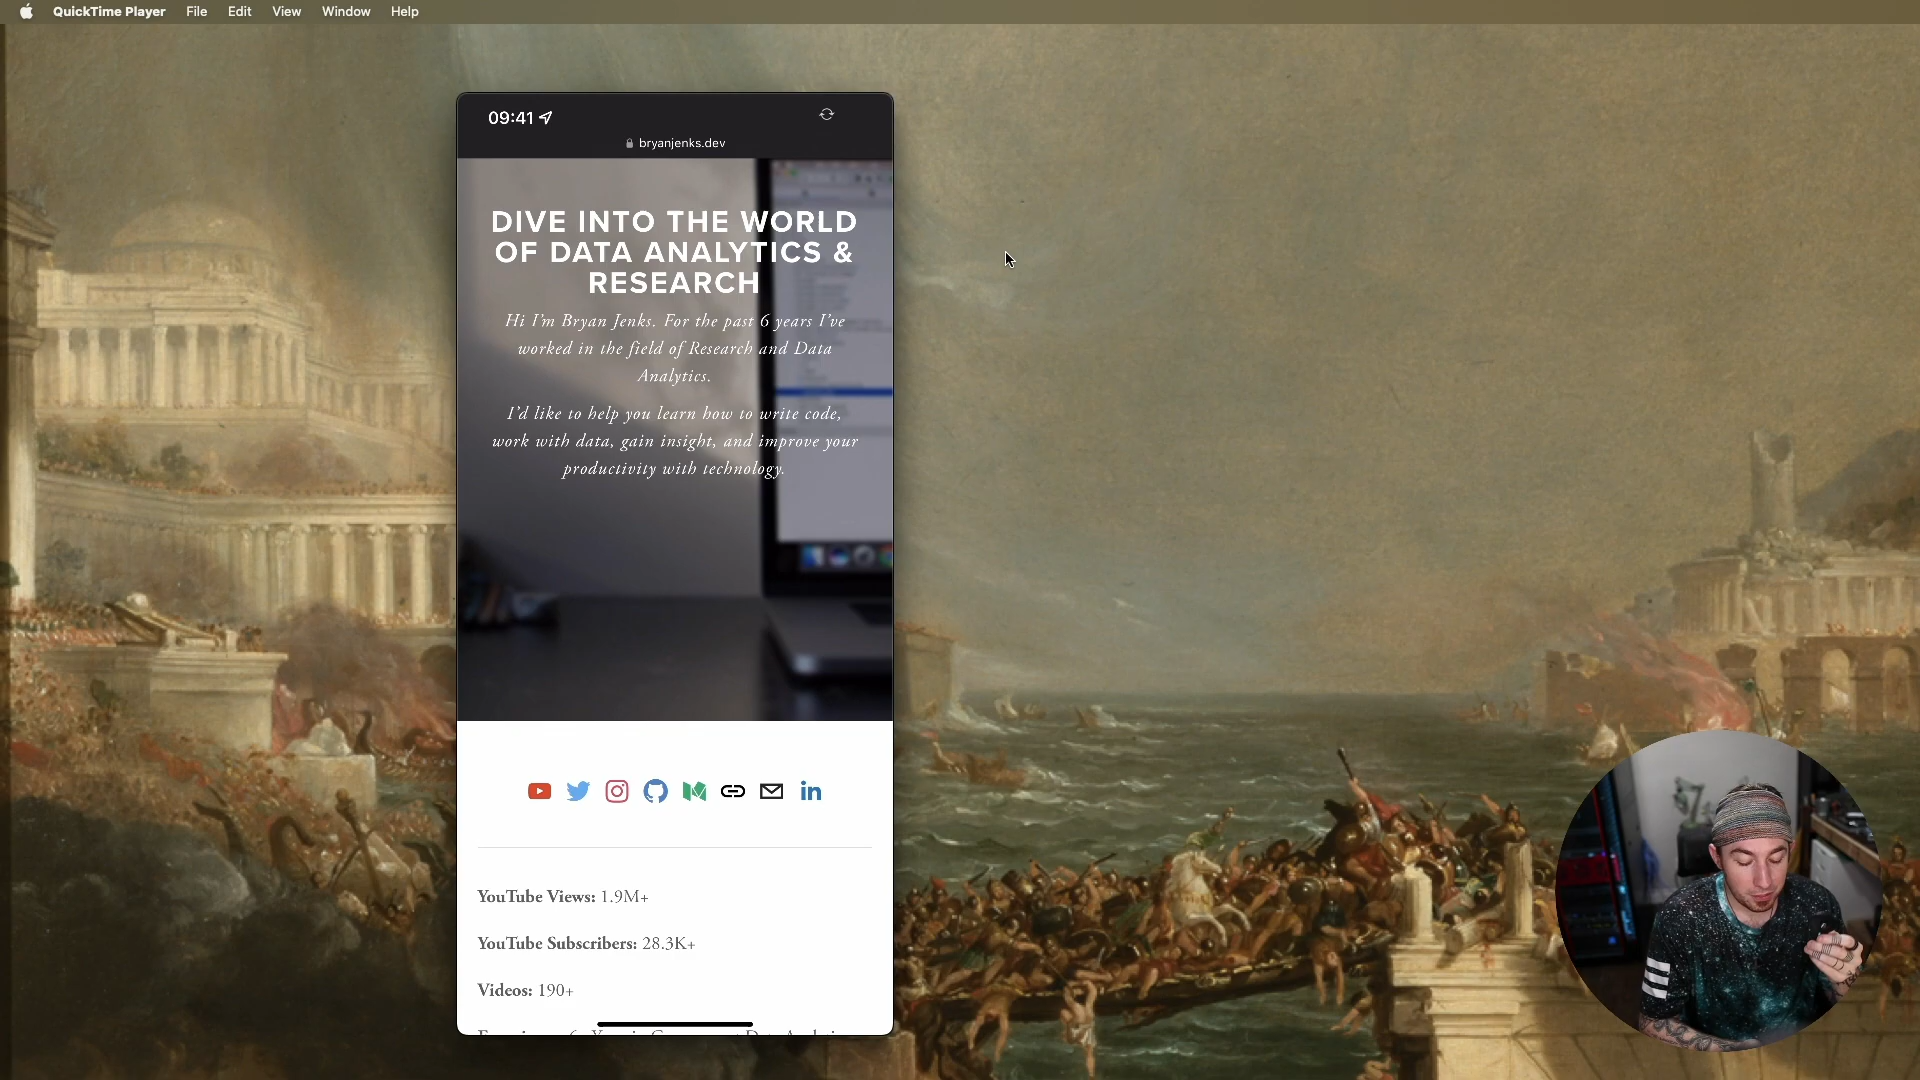 QuickTime Player File Edit View Window Help
09:41
bryanjenks.dev
DIVE INTO THE WORLD
OF DATA ANALYTICS &
RESEARCH
Hi I'm Bryan Jenks. For the past 6 years I've
worked in the field of Research and Data
Analytics.
I'd like to help you learn how to write code,
work with data, gain insight, and improve your
productivity with technology.
YouTube Views: 1.9M+
YouTube Subscribers: 28.3K+
Videos: 190+